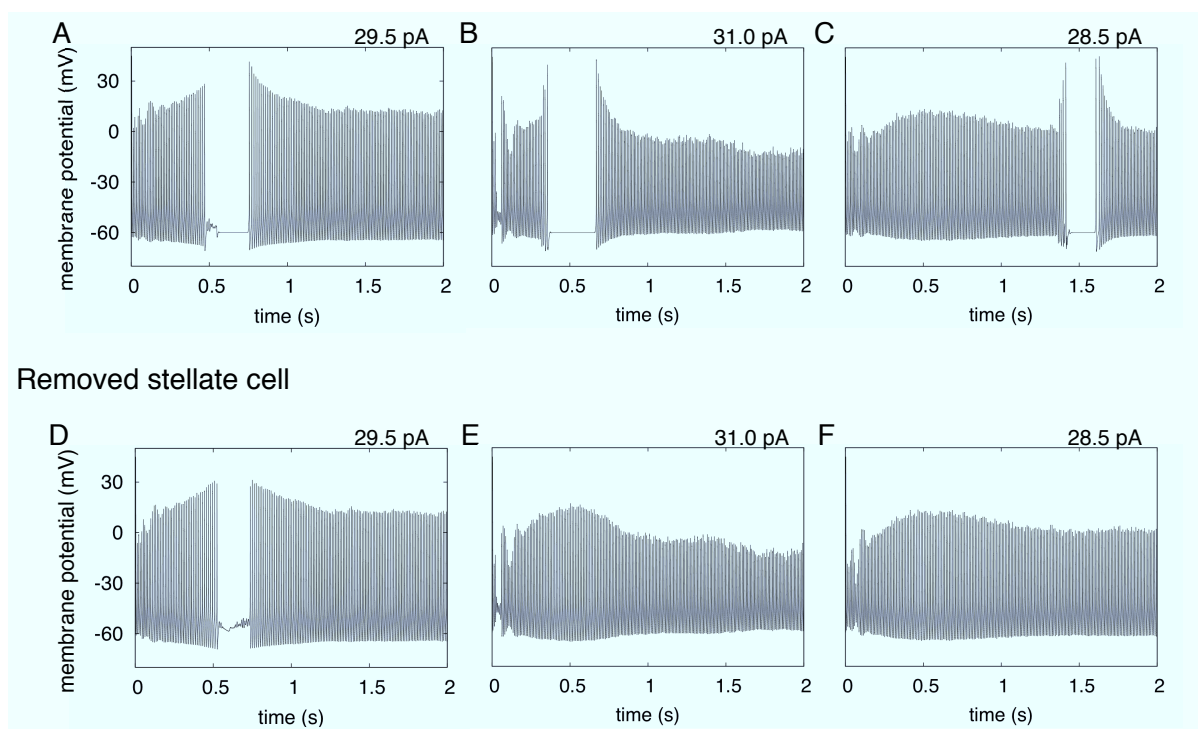 A 29.5 pA B 31.0 pA C 28.5 pA
membrane potential (mV)
30
0
-30
-60
0 0.5 1 1.5 2 0 0.5 1 1.5 2 0 0.5 1 1.5 2
time (s) time (s) time (s)
Removed stellate cell
D 29.5 pA E 31.0 pA F 28.5 pA
membrane potential (mV)
30
0
-30
-60
0 0.5 1 1.5 2 0 0.5 1 1.5 2 0 0.5 1 1.5 2
time (s) time (s) time (s)